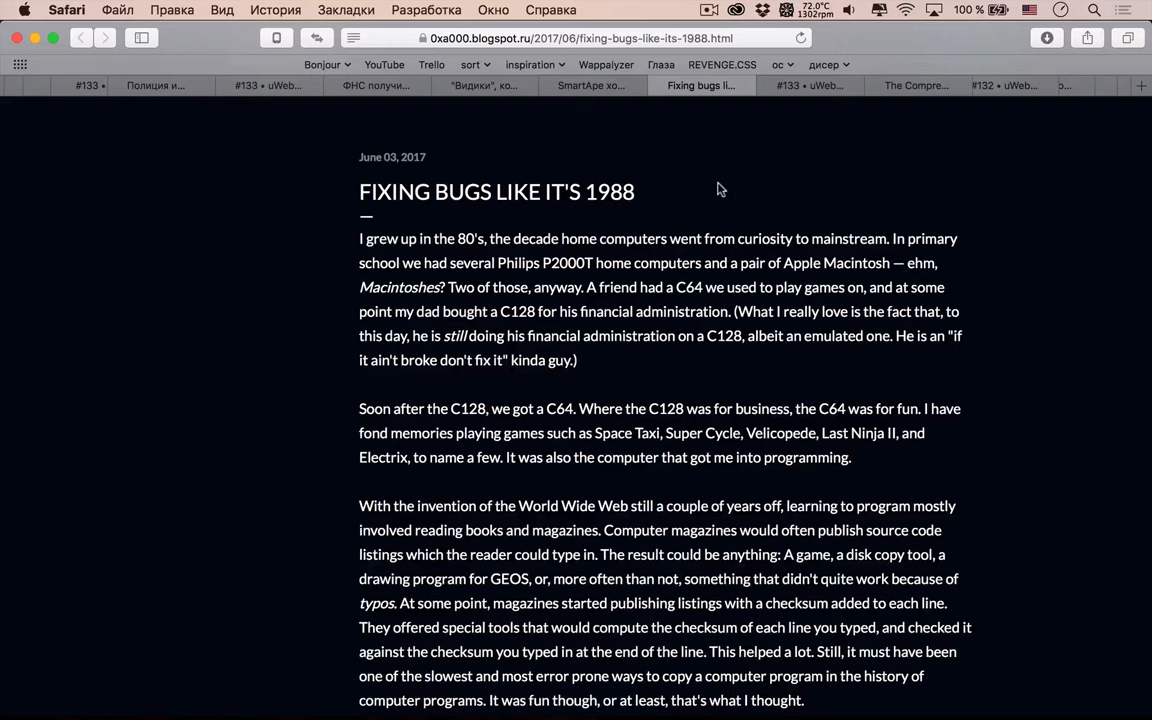 Safari Файл Правка Вид История Закладки Разработка Окно Справка 72.0°C 1302rpm 100 %
0xa000.blogspot.ru/2017/06/fixing-bugs-like-its-1988.html
Bonjour YouTube Trello sort inspiration Wappalyzer Глаза REVENGE.CSS ос дисер
#133 • Полиция и... #133 • uWeb... ФНС получи... "Видики", ко... SmartApe хо... Fixing bugs li... #133 • uWeb... The Compre... #132 • uWeb...
June 03, 2017
FIXING BUGS LIKE IT'S 1988
—
I grew up in the 80's, the decade home computers went from curiosity to mainstream. In primary
school we had several Philips P2000T home computers and a pair of Apple Macintosh — ehm,
Macintoshes? Two of those, anyway. A friend had a C64 we used to play games on, and at some
point my dad bought a C128 for his financial administration. (What I really love is the fact that, to
this day, he is still doing his financial administration on a C128, albeit an emulated one. He is an "if
it ain't broke don't fix it" kinda guy.)
Soon after the C128, we got a C64. Where the C128 was for business, the C64 was for fun. I have
fond memories playing games such as Space Taxi, Super Cycle, Velicopede, Last Ninja II, and
Electrix, to name a few. It was also the computer that got me into programming.
With the invention of the World Wide Web still a couple of years off, learning to program mostly
involved reading books and magazines. Computer magazines would often publish source code
listings which the reader could type in. The result could be anything: A game, a disk copy tool, a
drawing program for GEOS, or, more often than not, something that didn't quite work because of
typos. At some point, magazines started publishing listings with a checksum added to each line.
They offered special tools that would compute the checksum of each line you typed, and checked it
against the checksum you typed in at the end of the line. This helped a lot. Still, it must have been
one of the slowest and most error prone ways to copy a computer program in the history of
computer programs. It was fun though, or at least, that's what I thought.